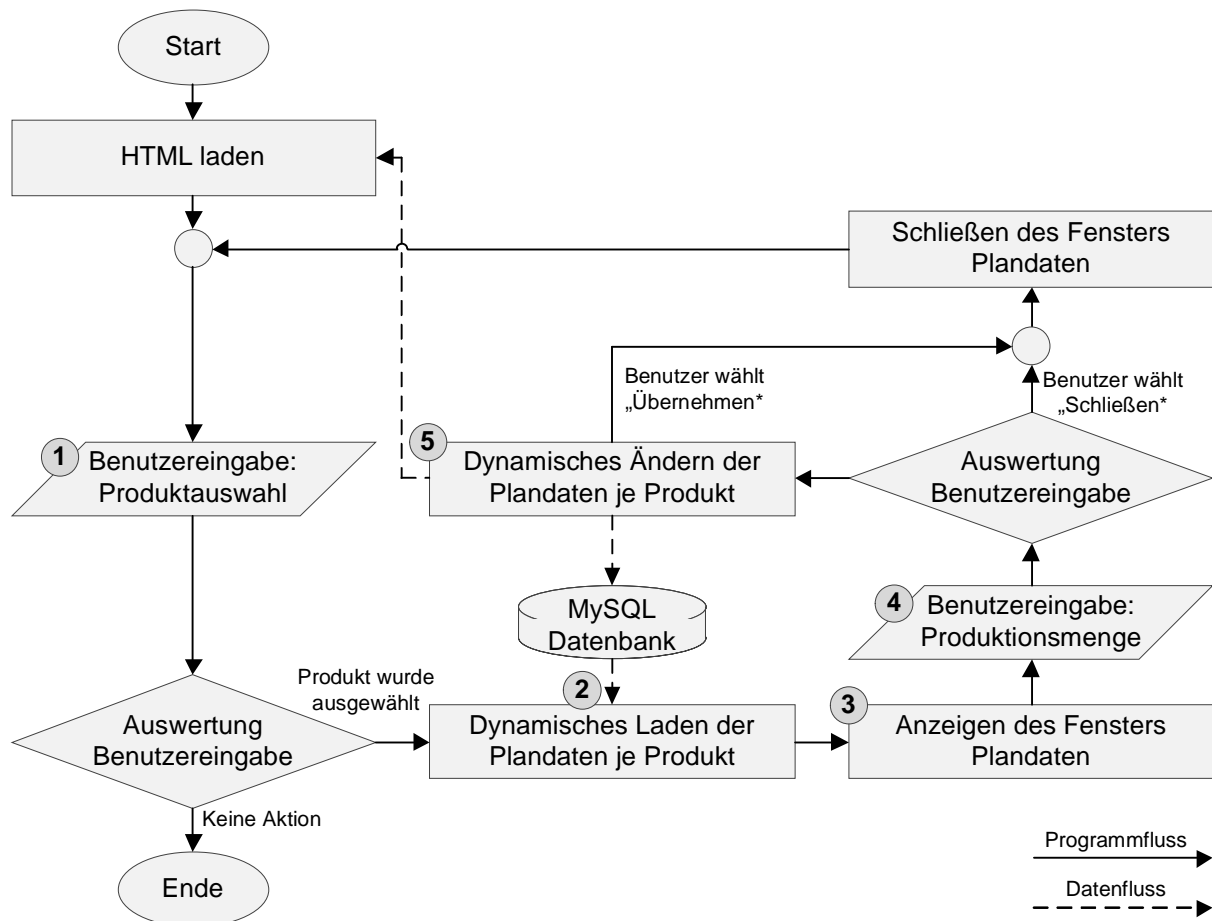 Start
HTML laden
Schließen des Fensters
Plandaten
Benutzer wählt
„Übernehmen*
Benutzer wählt
„Schließen*
1
Benutzereingabe:
Produktauswahl
5
Dynamisches Ändern der
Plandaten je Produkt
Auswertung
Benutzereingabe
MySQL
Datenbank
4
Benutzereingabe:
Produktionsmenge
Produkt wurde
ausgewählt
Auswertung
Benutzereingabe
2
Dynamisches Laden der
Plandaten je Produkt
3
Anzeigen des Fensters
Plandaten
Keine Aktion
Ende
Programmfluss
Datenfluss